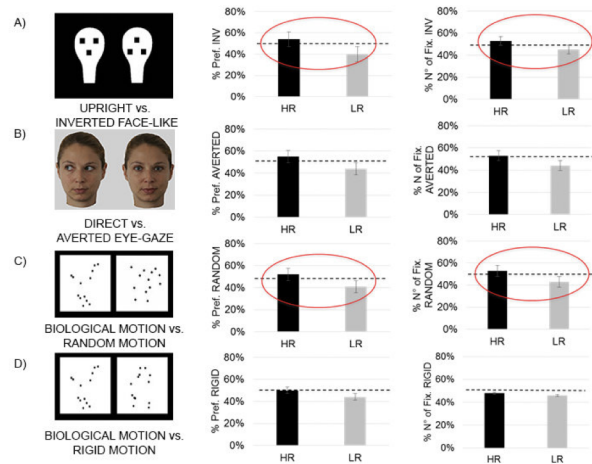 A)
UPRIGHT vs.
INVERTED FACE-LIKE
% Pref. INV
80%
60%
40%
20%
0%
HR
LR
% N° of Fix. INV
80%
60%
40%
20%
0%
HR
LR
B)
DIRECT vs.
AVERTED EYE-GAZE
% Pref. AVERTED
80%
60%
40%
20%
0%
HR
LR
% N of Fix.
AVERTED
80%
60%
40%
20%
0%
HR
LR
C)
BIOLOGICAL MOTION vs.
RANDOM MOTION
% Pref. RANDOM
80%
60%
40%
20%
0%
HR
LR
% N° of Fix.
RANDOM
80%
60%
40%
20%
0%
HR
LR
D)
BIOLOGICAL MOTION vs.
RIGID MOTION
% Pref. RIGID
80%
60%
40%
20%
0%
HR
LR
% N° of Fix. RIGID
80%
60%
40%
20%
0%
HR
LR